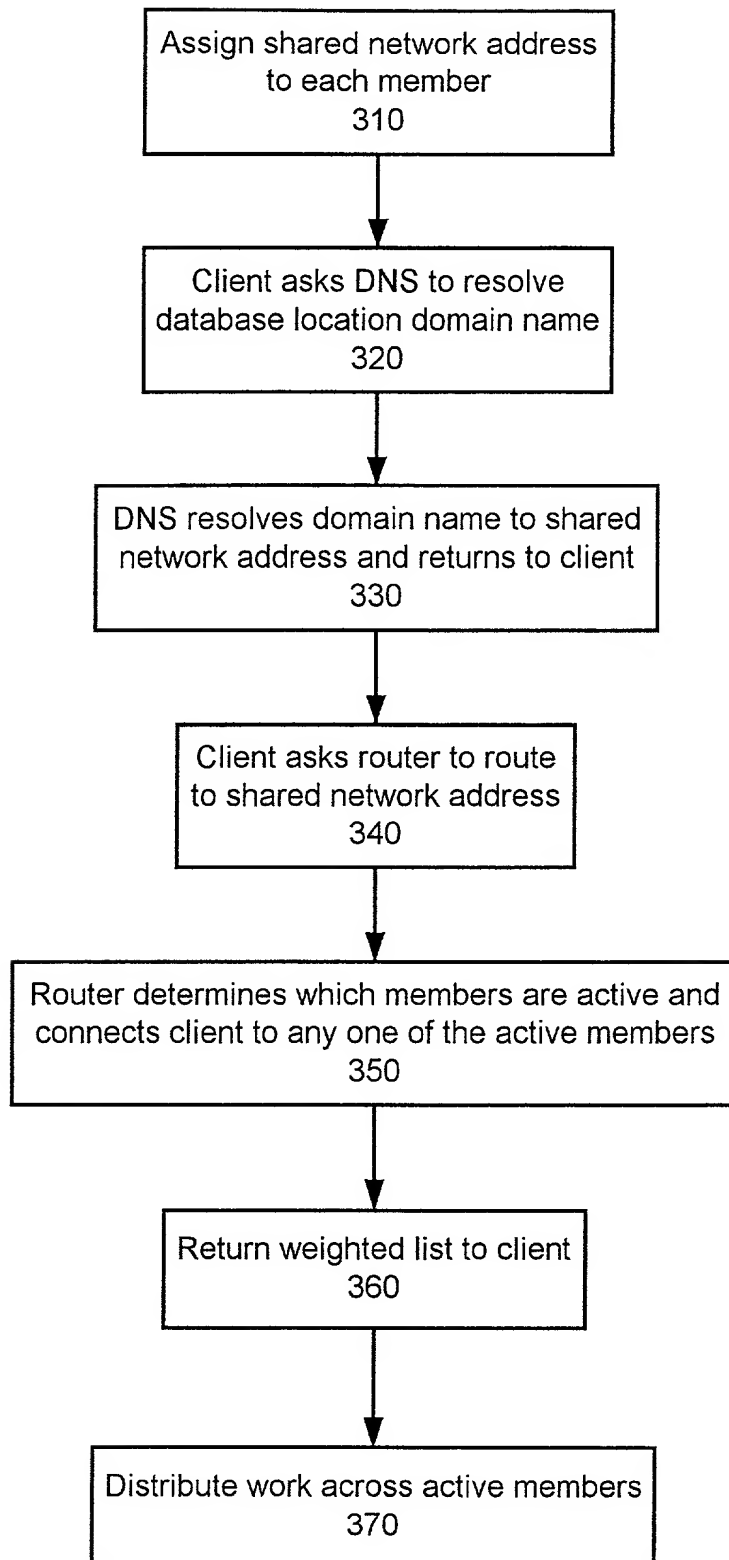 Assign shared network address
to each member
310
Client asks DNS to resolve
database location domain name
320
DNS resolves domain name to shared
network address and returns to client
330
Client asks router to route
to shared network address
340
Router determines which members are active and
connects client to any one of the active members
350
Return weighted list to client
360
Distribute work across active members
370